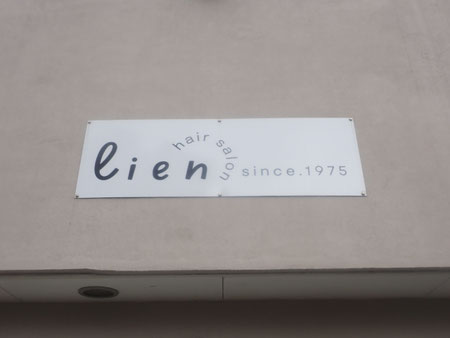 lien
hair salon
since.1975